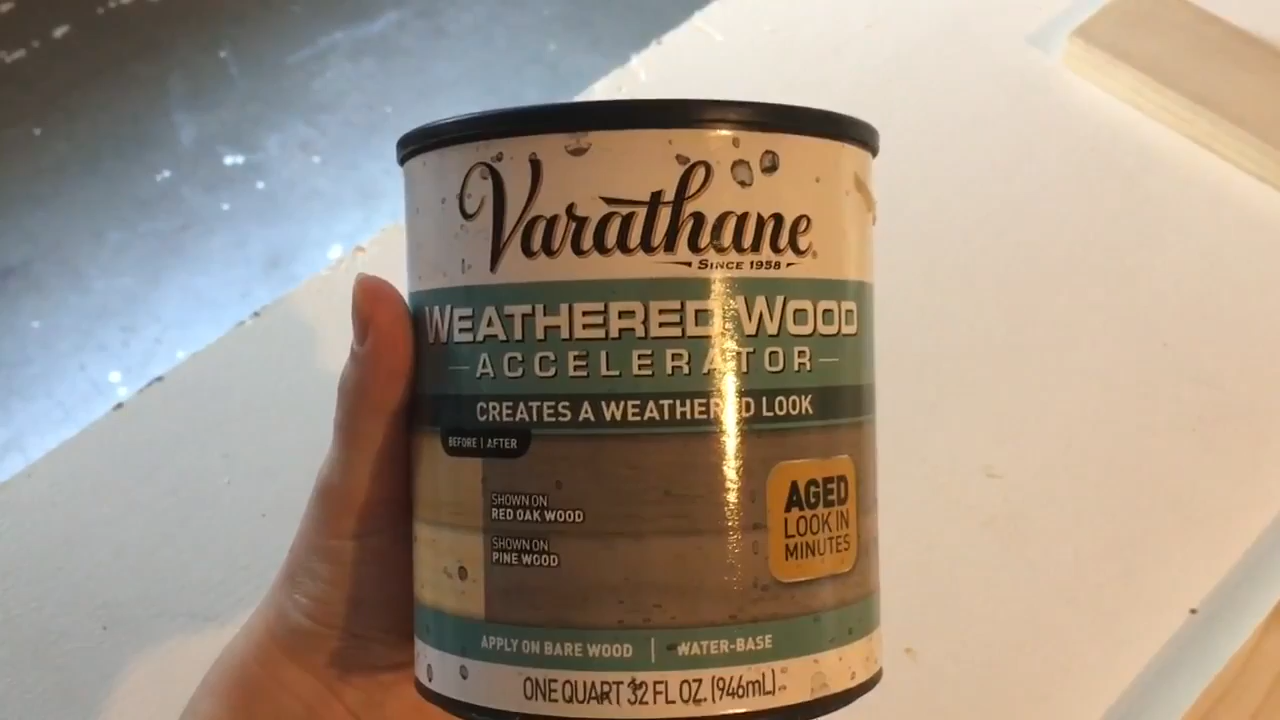 Varathane®
SINCE 1958
WEATHERED WOOD
ACCELERATOR
CREATES A WEATHERED LOOK
BEFORE | AFTER
SHOWN ON
RED OAK WOOD
SHOWN ON
PINE WOOD
AGED
LOOK IN
MINUTES
APPLY ON BARE WOOD | WATER-BASE
ONE QUART 32 FL OZ. (946mL)